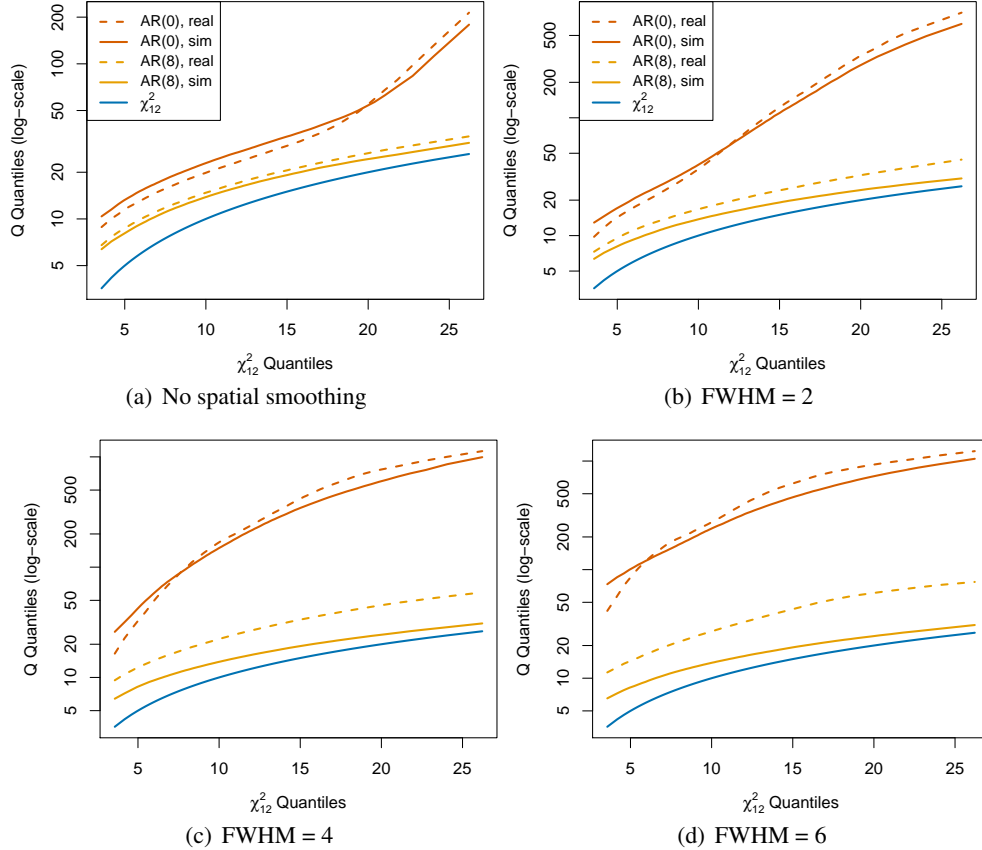 AR(0), real
AR(0), sim
AR(8), real
AR(8), sim
χ²₁₂
Q Quantiles (log−scale)
5
10
20
50
100
200
5
10
15
20
25
χ²₁₂ Quantiles
(a) No spatial smoothing
AR(0), real
AR(0), sim
AR(8), real
AR(8), sim
χ²₁₂
Q Quantiles (log−scale)
5
10
20
50
100
500
5
10
15
20
25
χ²₁₂ Quantiles
(b) FWHM = 2
Q Quantiles (log−scale)
5
10
20
50
200
500
5
10
15
20
25
χ²₁₂ Quantiles
(c) FWHM = 4
Q Quantiles (log−scale)
5
10
20
50
200
500
5
10
15
20
25
χ²₁₂ Quantiles
(d) FWHM = 6